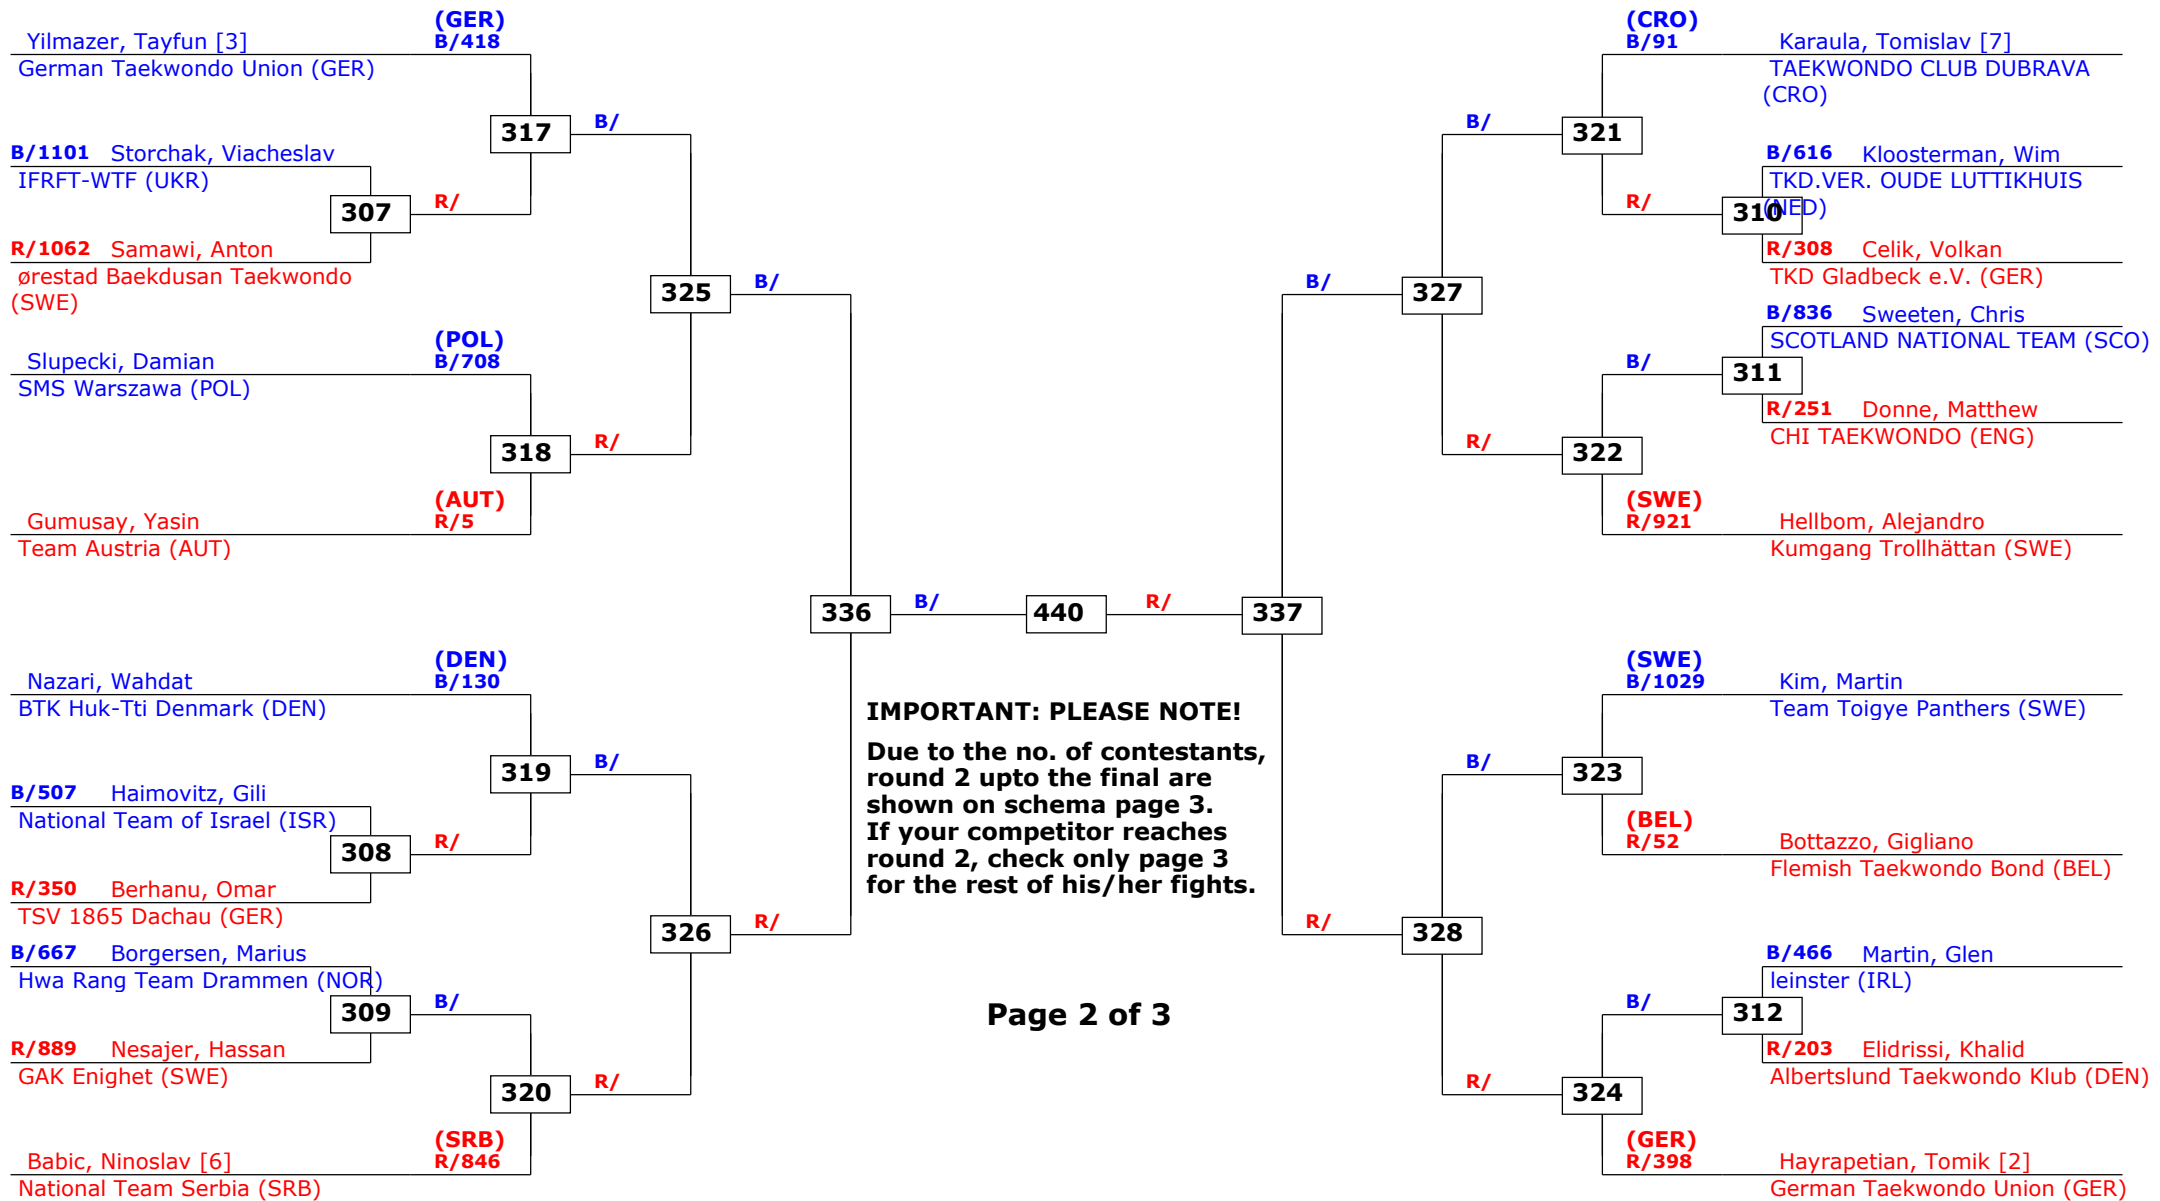 (GER)
Yilmazer, Tayfun [3] B/418
German Taekwondo Union (GER)
317
B/
B/1101 Storchak, Viacheslav
IFRFT-WTF (UKR)
307
R/
R/1062 Samawi, Anton
ørestad Baekdusan Taekwondo
(SWE)
325
B/
(POL)
Slupecki, Damian B/708
SMS Warszawa (POL)
318
R/
(AUT)
Gumusay, Yasin R/5
Team Austria (AUT)
336
B/
440
R/
337
(DEN)
Nazari, Wahdat B/130
BTK Huk-Tti Denmark (DEN)
319
B/
B/507 Haimovitz, Gili
National Team of Israel (ISR)
308
R/
R/350 Berhanu, Omar
TSV 1865 Dachau (GER)
326
R/
B/667 Borgersen, Marius
Hwa Rang Team Drammen (NOR)
309
B/
R/889 Nesajer, Hassan
GAK Enighet (SWE)
320
R/
(SRB)
Babic, Ninoslav [6] R/846
National Team Serbia (SRB)
IMPORTANT: PLEASE NOTE!
Due to the no. of contestants,
round 2 upto the final are
shown on schema page 3.
If your competitor reaches
round 2, check only page 3
for the rest of his/her fights.
Page 2 of 3
(CRO)
B/91 Karaula, Tomislav [7]
TAEKWONDO CLUB DUBRAVA
(CRO)
B/
321
B/616 Kloosterman, Wim
TKD.VER. OUDE LUTTIKHUIS
(NED)
R/
310
R/308 Celik, Volkan
TKD Gladbeck e.V. (GER)
B/
327
B/836 Sweeten, Chris
SCOTLAND NATIONAL TEAM (SCO)
B/
311
R/251 Donne, Matthew
CHI TAEKWONDO (ENG)
R/
322
(SWE)
R/921 Hellbom, Alejandro
Kumgang Trollhättan (SWE)
(SWE)
B/1029 Kim, Martin
Team Toigye Panthers (SWE)
B/
323
(BEL)
R/52 Bottazzo, Gigliano
Flemish Taekwondo Bond (BEL)
R/
328
B/466 Martin, Glen
leinster (IRL)
B/
312
R/203 Elidrissi, Khalid
Albertslund Taekwondo Klub (DEN)
R/
324
(GER)
R/398 Hayrapetian, Tomik [2]
German Taekwondo Union (GER)